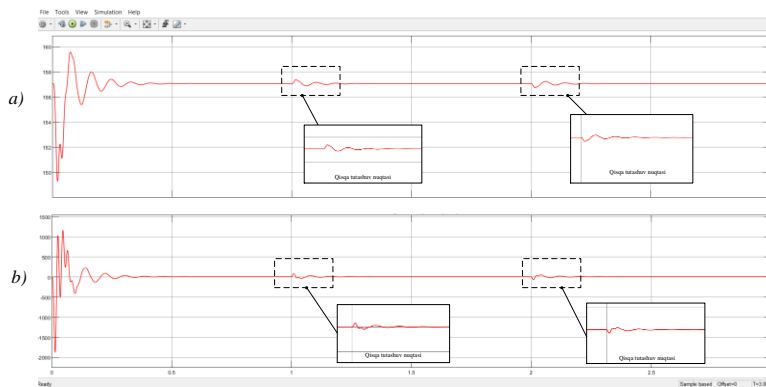 File Tools View Simulation Help
a)
160
158
156
154
152
150
Qisqa tutashuv nuqtasi
Qisqa tutashuv nuqtasi
b)
1500
1000
500
0
-500
-1000
-1500
-2000
Qisqa tutashuv nuqtasi
Qisqa tutashuv nuqtasi
0 0.5 1 1.5 2 2.5
Ready Sample based Offset=0